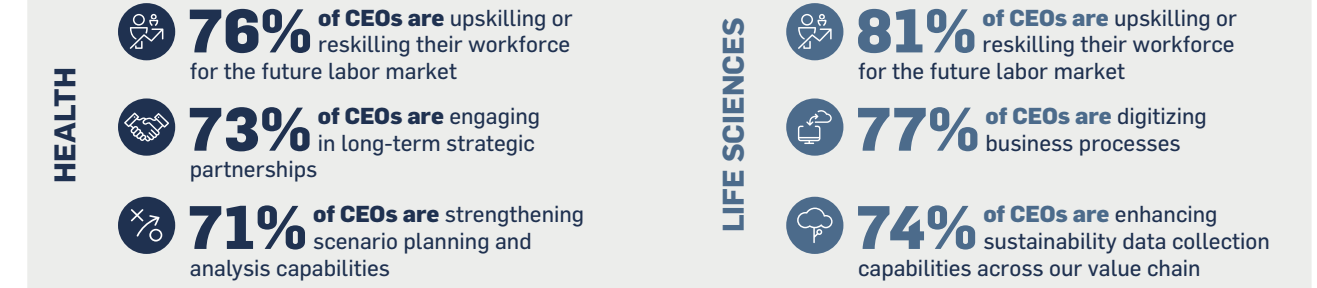 HEALTH
76% of CEOs are upskilling or
reskilling their workforce
for the future labor market
73% of CEOs are engaging
in long-term strategic
partnerships
71% of CEOs are strengthening
scenario planning and
analysis capabilities
LIFE SCIENCES
81% of CEOs are upskilling or
reskilling their workforce
for the future labor market
77% of CEOs are digitizing
business processes
74% of CEOs are enhancing
sustainability data collection
capabilities across our value chain